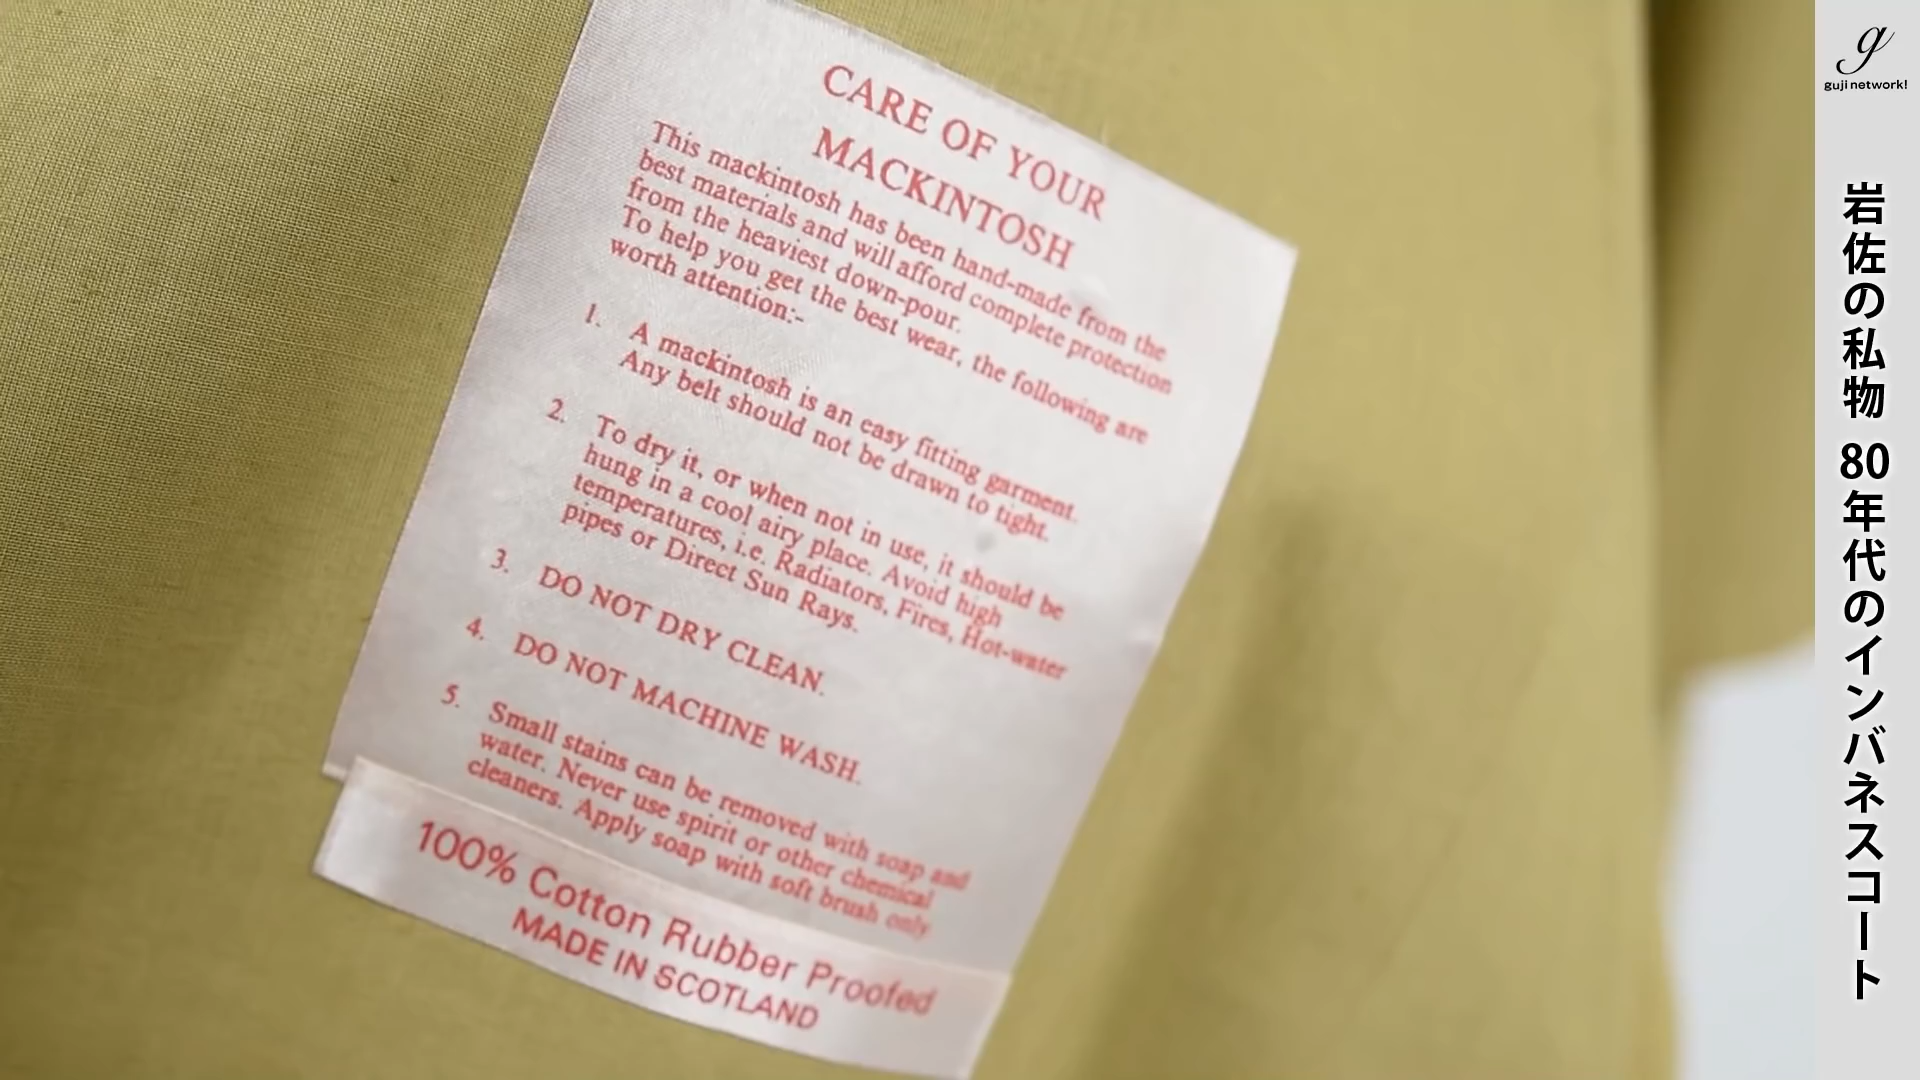 CARE OF YOUR
MACKINTOSH
This mackintosh has been hand-made from the
best materials and will afford complete protection
from the heaviest down-pour.
To help you get the best wear, the following are
worth attention:-
1. A mackintosh is an easy fitting garment.
Any belt should not be drawn to tight.
2. To dry it, or when not in use, it should be
hung in a cool airy place. Avoid high
temperatures, i.e. Radiators, Fires, Hot-water
pipes or Direct Sun Rays.
3. DO NOT DRY CLEAN.
4. DO NOT MACHINE WASH.
5. Small stains can be removed with soap and
water. Never use spirit or other chemical
cleaners. Apply soap with soft brush only
100% Cotton Rubber Proofed
MADE IN SCOTLAND
g
guji network!
岩佐の私物 80年代のインバネスコート